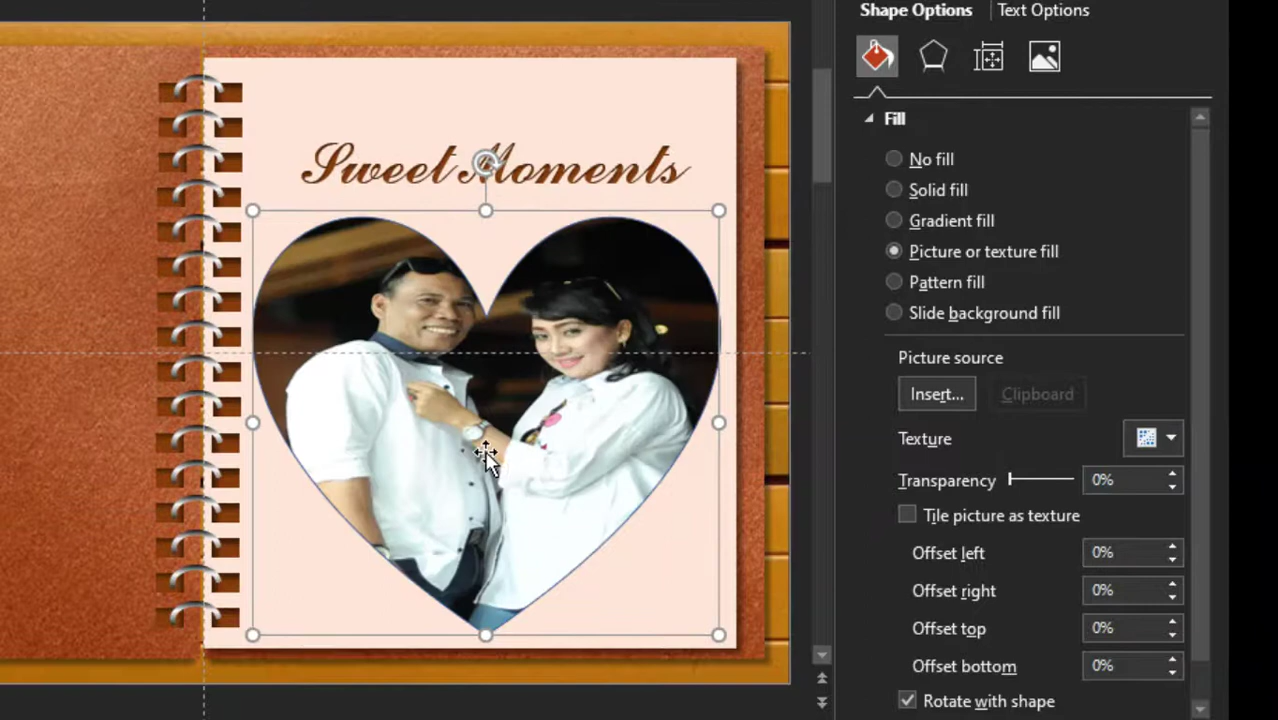 Shape Options
Text Options
Fill
Sweet Moments
No fill
Solid fill
Gradient fill
Picture or texture fill
Pattern fill
Slide background fill
Picture source
Insert...
Clipboard
Texture
Transparency 0%
Tile picture as texture
Offset left 0%
Offset right 0%
Offset top 0%
Offset bottom 0%
Rotate with shape